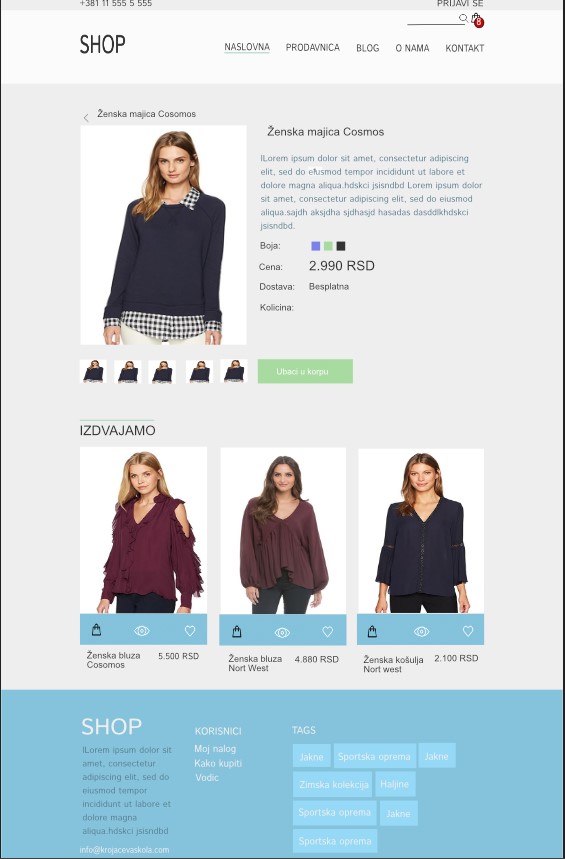 +381 11 555 5 555
PRIJAVI SE
SHOP
NASLOVNA PRODAVNICA BLOG O NAMA KONTAKT
Ženska majica Cosomos
Ženska majica Cosmos
lLorem ipsum dolor sit amet, consectetur adipiscing
elit, sed do efusmod tempor incididunt ut labore et
dolore magna aliqua.hdskci jsisndbd Lorem ipsum dolor
sit amet, consectetur adipiscing elit, sed do eiusmod
aliqua.sajdh aksjdha sjdhasjd hasadas dasddlkhdskci
jsisndbd.
Boja:
Cena: 2.990 RSD
Dostava: Besplatna
Kolicina:
Ubaci u korpu
IZDVAJAMO
Ženska bluza
Cosomos
5.500 RSD
Ženska bluza
Nort West
4.880 RSD
Ženska košulja
Nort west
2.100 RSD
SHOP
lLorem ipsum dolor sit
amet, consectetur
adipiscing elit, sed do
eiusmod tempor
incididunt ut labore et
dolore magna
aliqua.hdskci jsisndbd
info@krojacevaskola.com
KORISNICI
Moj nalog
Kako kupiti
Vodic
TAGS
Jakne Sportska oprema Jakne
Zimska kolekcija Haljine
Sportska oprema Jakne
Sportska oprema